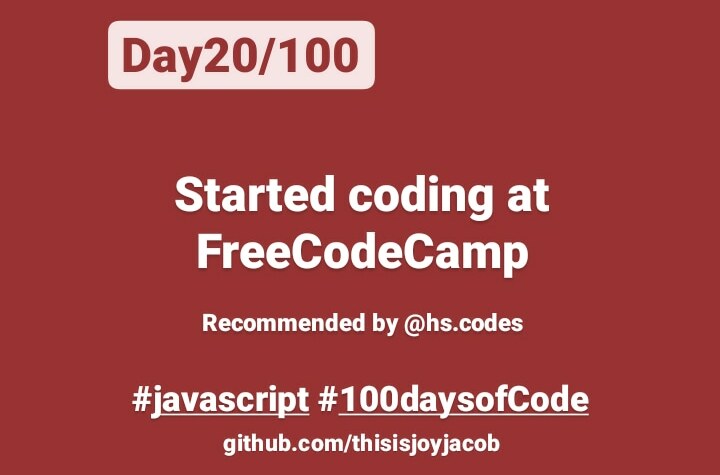 Day20/100
Started coding at
FreeCodeCamp
Recommended by @hs.codes
#javascript #100daysofCode
github.com/thisisjoyjacob